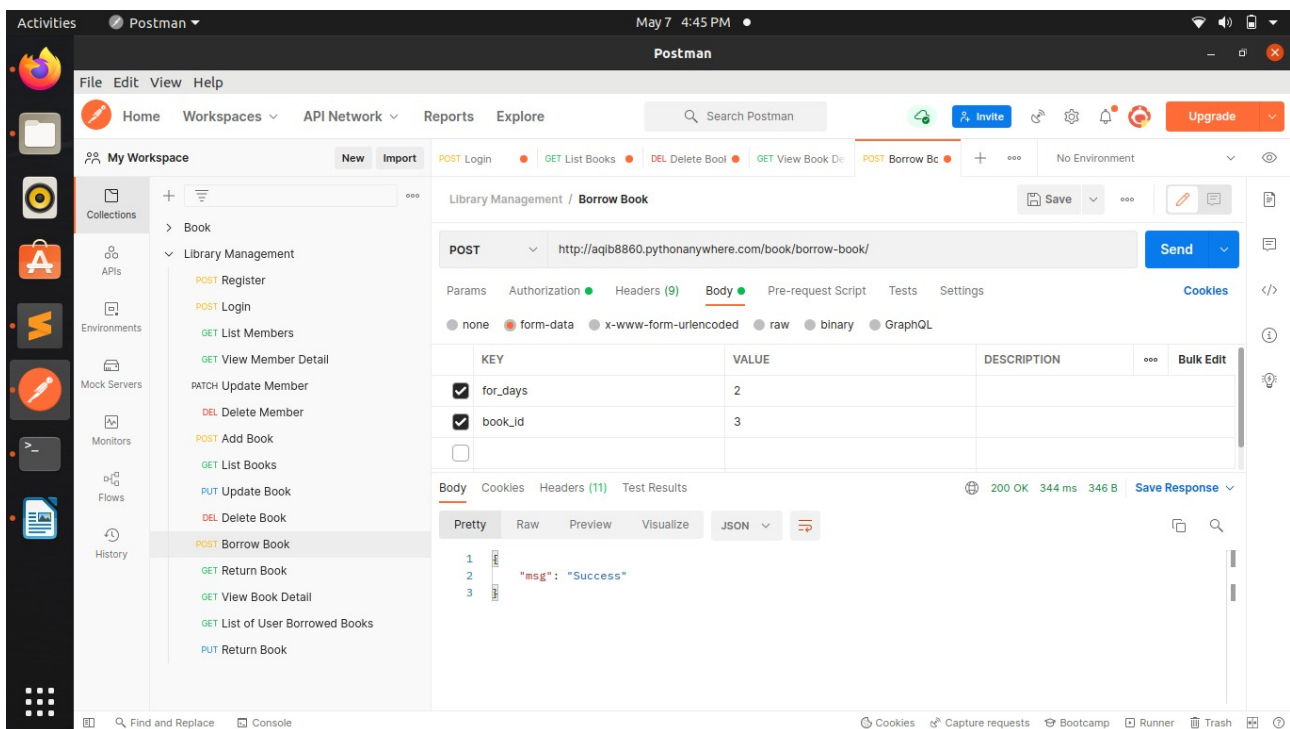 Activities Postman May 7 4:45 PM
Postman
File Edit View Help
Home Workspaces API Network Reports Explore Search Postman Invite Upgrade
My Workspace New Import POST Login GET List Books DEL Delete Bool GET View Book De POST Borrow Bc No Environment
Collections
APIs
Environments
Mock Servers
Monitors
Flows
History
Book
Library Management
POST Register
POST Login
GET List Members
GET View Member Detail
PATCH Update Member
DEL Delete Member
POST Add Book
GET List Books
PUT Update Book
DEL Delete Book
POST Borrow Book
GET Return Book
GET View Book Detail
GET List of User Borrowed Books
PUT Return Book
Library Management / Borrow Book Save
POST http://aqib8860.pythonanywhere.com/book/borrow-book/ Send
Params Authorization Headers (9) Body Pre-request Script Tests Settings Cookies
none form-data x-www-form-urlencoded raw binary GraphQL
KEY VALUE DESCRIPTION Bulk Edit
for_days 2
book_id 3
Body Cookies Headers (11) Test Results 200 OK 344 ms 346 B Save Response
Pretty Raw Preview Visualize JSON
1 {
2 "msg": "Success"
3 }
Find and Replace Console Cookies Capture requests Bootcamp Runner Trash